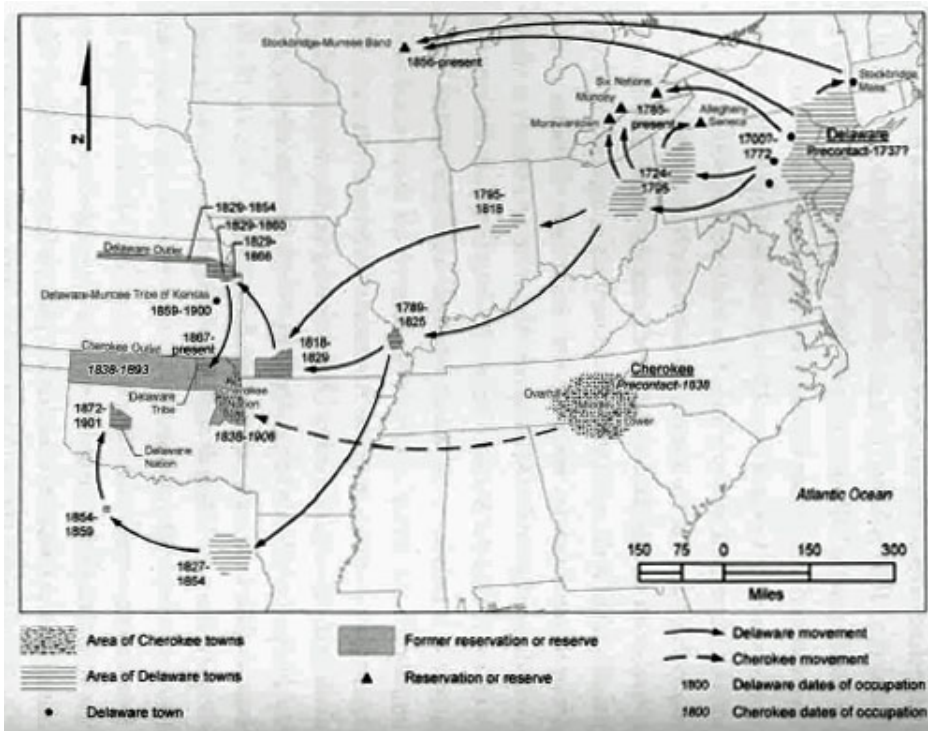 Stockbridge-Munsee Band
1856-present
Six Nations
Muncey
Moraviantown
1785-
present
Allegheny
Seneca
Stockbridge,
Mass
Delaware
Precontact-1737?
1700?-
1772
1724-
1795
1795-
1818
1829-1854
1829-1860
1829-
1866
Delaware Outlet
Delaware-Muncee Tribe of Kansas
1859-1900
1789-
1825
1867-
present
1818-
1829
Cherokee Outlet
1838-1893
Cherokee
Nation
Delaware
Tribe
1838-1906
1872-
1901
Delaware
Nation
Cherokee
Precontact-1838
Overhill
Middle
Lower
1854-
1859
1827-
1854
Atlantic Ocean
N
150 75 0 150 300
Miles
Area of Cherokee towns
Area of Delaware towns
Delaware town
Former reservation or reserve
Reservation or reserve
Delaware movement
Cherokee movement
1800 Delaware dates of occupation
1800 Cherokee dates of occupation